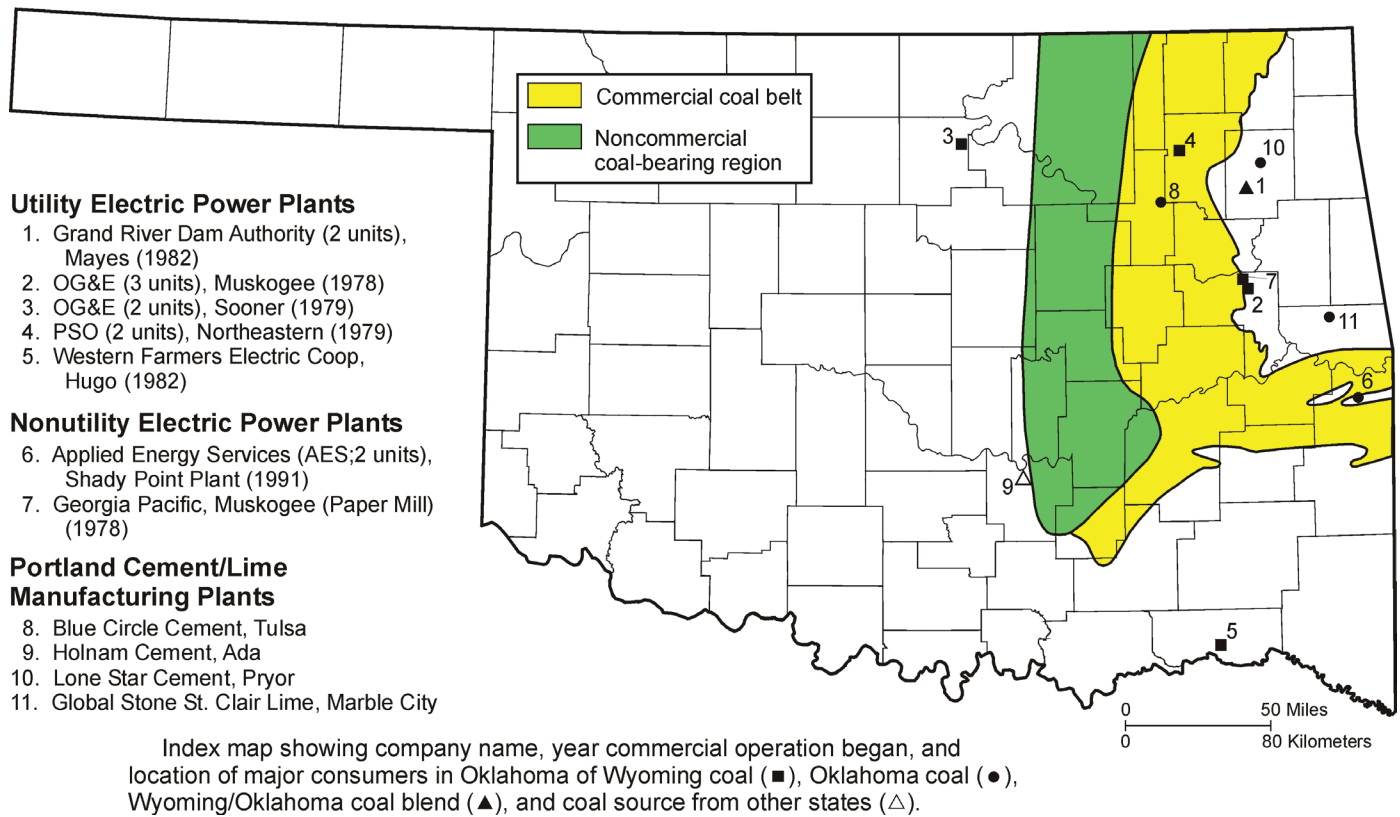 Commercial coal belt
Noncommercial
coal-bearing region
3
4
10
1
8
7
2
11
6
9
5
Utility Electric Power Plants
1. Grand River Dam Authority (2 units),
Mayes (1982)
2. OG&E (3 units), Muskogee (1978)
3. OG&E (2 units), Sooner (1979)
4. PSO (2 units), Northeastern (1979)
5. Western Farmers Electric Coop,
Hugo (1982)
Nonutility Electric Power Plants
6. Applied Energy Services (AES;2 units),
Shady Point Plant (1991)
7. Georgia Pacific, Muskogee (Paper Mill)
(1978)
Portland Cement/Lime
Manufacturing Plants
8. Blue Circle Cement, Tulsa
9. Holnam Cement, Ada
10. Lone Star Cement, Pryor
11. Global Stone St. Clair Lime, Marble City
0 50 Miles
0 80 Kilometers
Index map showing company name, year commercial operation began, and
location of major consumers in Oklahoma of Wyoming coal (■), Oklahoma coal (●),
Wyoming/Oklahoma coal blend (▲), and coal source from other states (△).